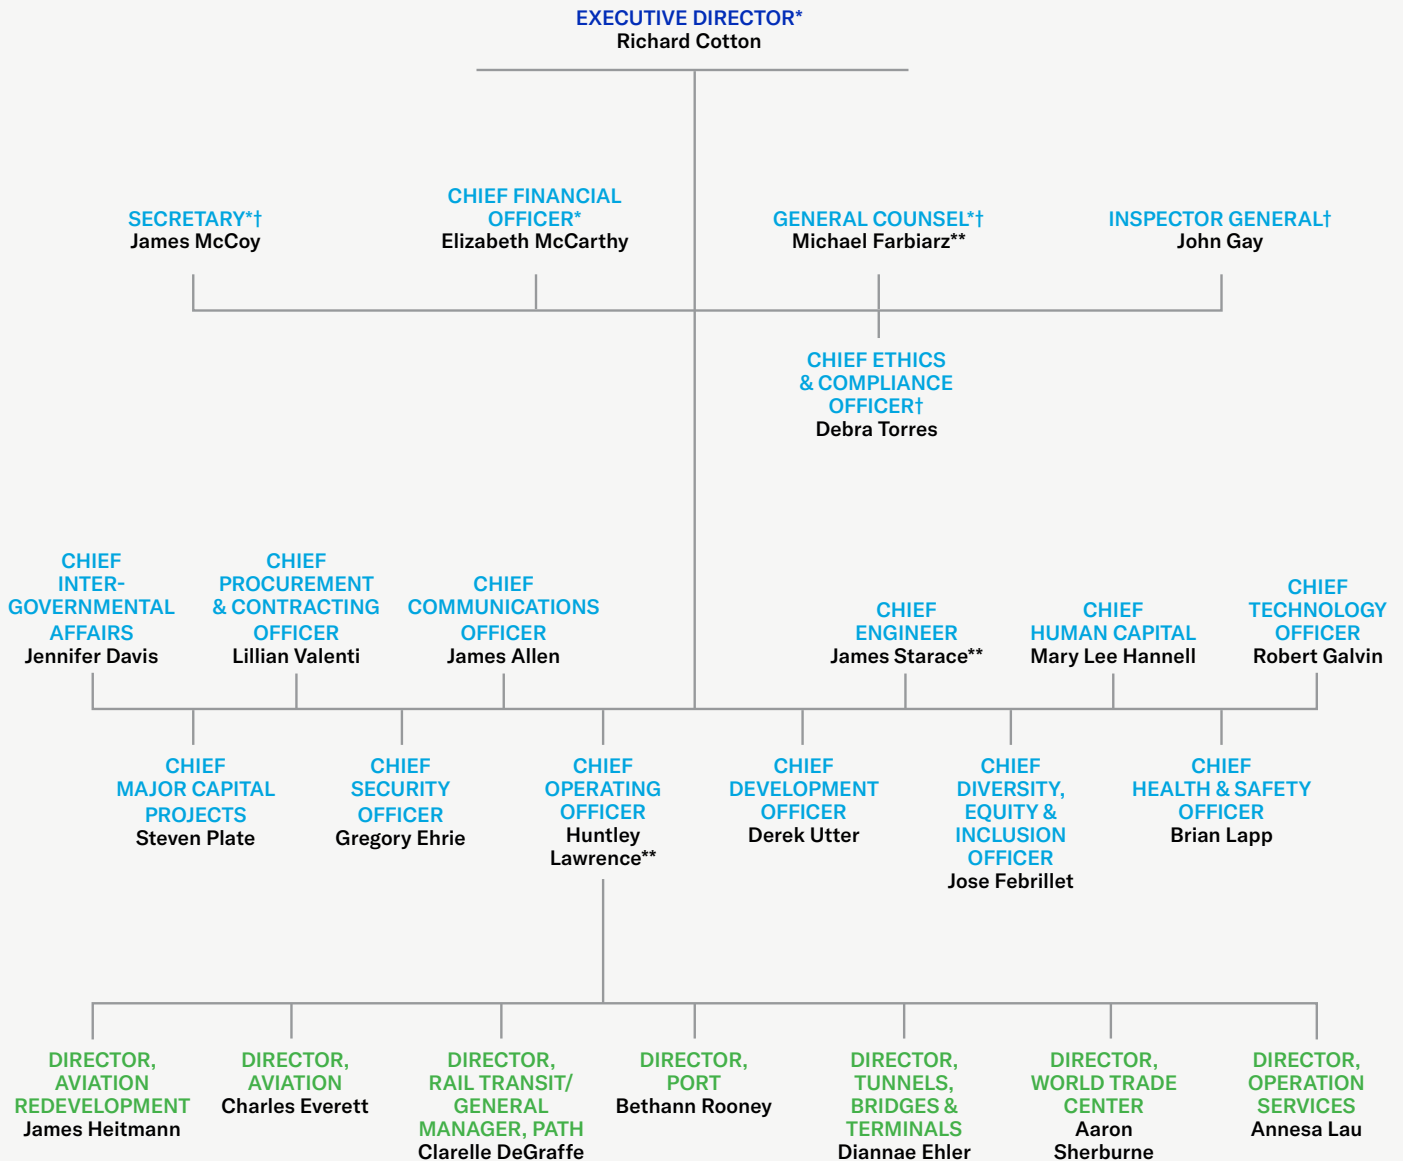 EXECUTIVE DIRECTOR*
Richard Cotton
SECRETARY*†
James McCoy
CHIEF FINANCIAL
OFFICER*
Elizabeth McCarthy
GENERAL COUNSEL*†
Michael Farbiarz**
INSPECTOR GENERAL†
John Gay
CHIEF ETHICS
& COMPLIANCE
OFFICER†
Debra Torres
CHIEF
INTER-
GOVERNMENTAL
AFFAIRS
Jennifer Davis
CHIEF
PROCUREMENT
& CONTRACTING
OFFICER
Lillian Valenti
CHIEF
COMMUNICATIONS
OFFICER
James Allen
CHIEF
ENGINEER
James Starace**
CHIEF
HUMAN CAPITAL
Mary Lee Hannell
CHIEF
TECHNOLOGY
OFFICER
Robert Galvin
CHIEF
MAJOR CAPITAL
PROJECTS
Steven Plate
CHIEF
SECURITY
OFFICER
Gregory Ehrie
CHIEF
OPERATING
OFFICER
Huntley
Lawrence**
CHIEF
DEVELOPMENT
OFFICER
Derek Utter
CHIEF
DIVERSITY,
EQUITY &
INCLUSION
OFFICER
Jose Febrillet
CHIEF
HEALTH & SAFETY
OFFICER
Brian Lapp
DIRECTOR,
AVIATION
REDEVELOPMENT
James Heitmann
DIRECTOR,
AVIATION
Charles Everett
DIRECTOR,
RAIL TRANSIT/
GENERAL
MANAGER, PATH
Clarelle DeGraffe
DIRECTOR,
PORT
Bethann Rooney
DIRECTOR,
TUNNELS,
BRIDGES &
TERMINALS
Diannae Ehler
DIRECTOR,
WORLD TRADE
CENTER
Aaron
Sherburne
DIRECTOR,
OPERATION
SERVICES
Annesa Lau